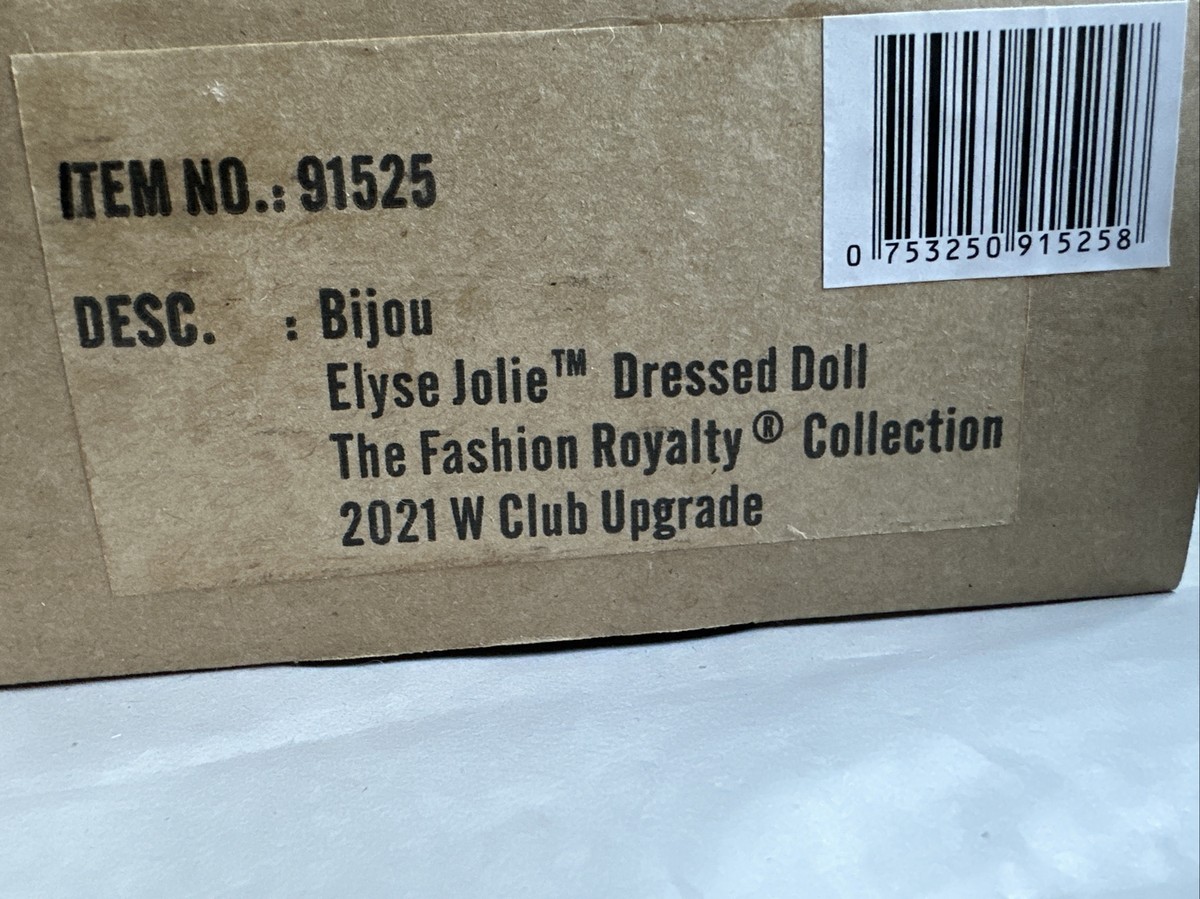 ITEM NO.: 91525
0 753250 915258
DESC. : Bijou
Elyse Jolie™ Dressed Doll
The Fashion Royalty® Collection
2021 W Club Upgrade